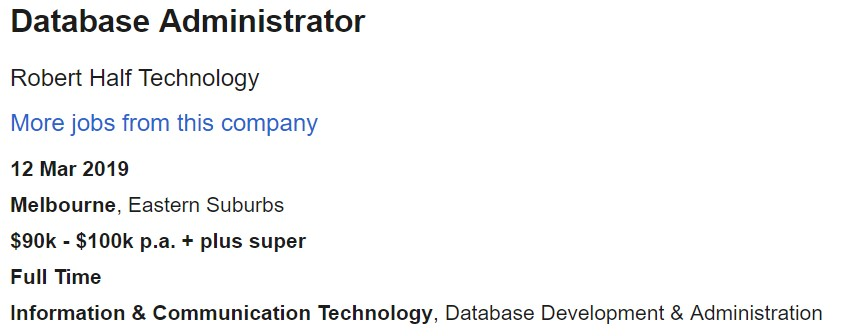 Database Administrator
Robert Half Technology
More jobs from this company
12 Mar 2019
Melbourne, Eastern Suburbs
$90k - $100k p.a. + plus super
Full Time
Information & Communication Technology, Database Development & Administration